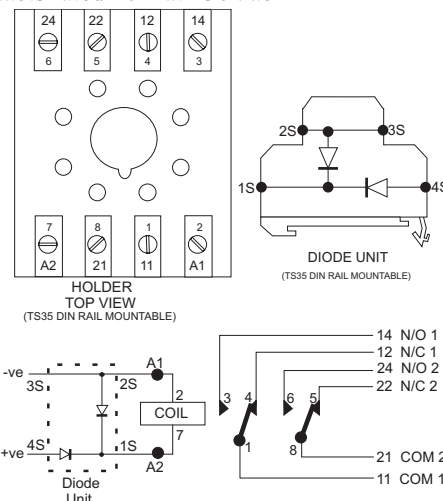 24 22 12 14
6 5 4 3
7 8 1 2
A2 21 11 A1
HOLDER
TOP VIEW
(TS35 DIN RAIL MOUNTABLE)
2S 3S
1S 4S
DIODE UNIT
(TS35 DIN RAIL MOUNTABLE)
-ve 3S 2S A1
2
COIL
7
+ve 4S 1S A2
Diode
Unit
3 4 6 5
1 8
14 N/O 1
12 N/C 1
24 N/O 2
22 N/C 2
21 COM 2
11 COM 1